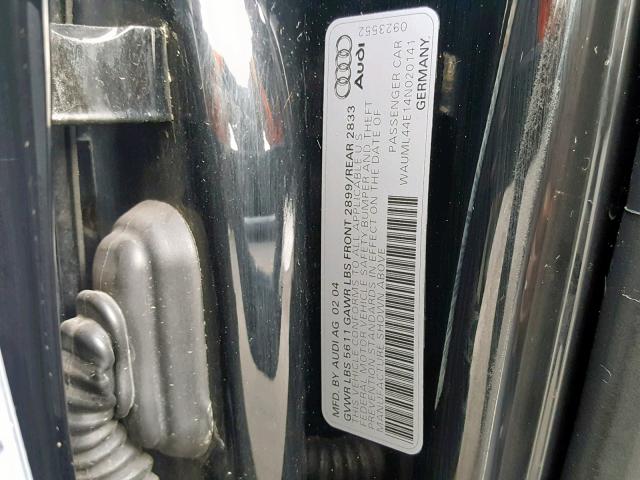 09233552
Audi
MFD. BY AUDI AG 02 04
GVWR LBS 5611 GAWR LBS FRONT 2899/REAR 2833
THIS VEHICLE CONFORMS TO ALL APPLICABLE U S
FEDERAL MOTOR VEHICLE SAFETY BUMPER AND THEFT
PREVENTION STANDARDS IN EFFECT ON THE DATE OF
MANUFACTURE SHOWN ABOVE
PASSENGER CAR
WAUML44E14N020141
GERMANY